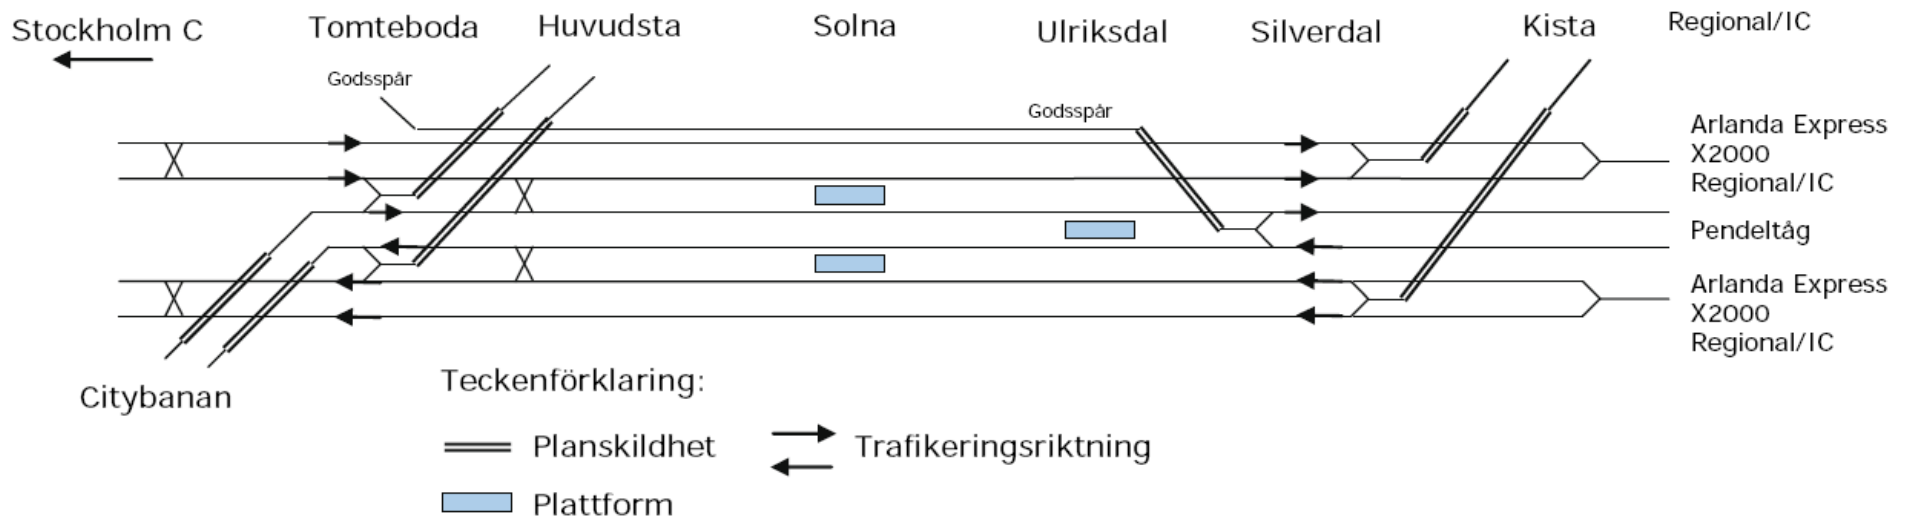 Stockholm C
Tomteboda
Huvudsta
Solna
Ulriksdal
Silverdal
Kista
Regional/IC
Godsspår
Godsspår
Arlanda Express
X2000
Regional/IC
Pendeltåg
Arlanda Express
X2000
Regional/IC
Citybanan
Teckenförklaring:
Planskildhet
Trafikeringsriktning
Plattform